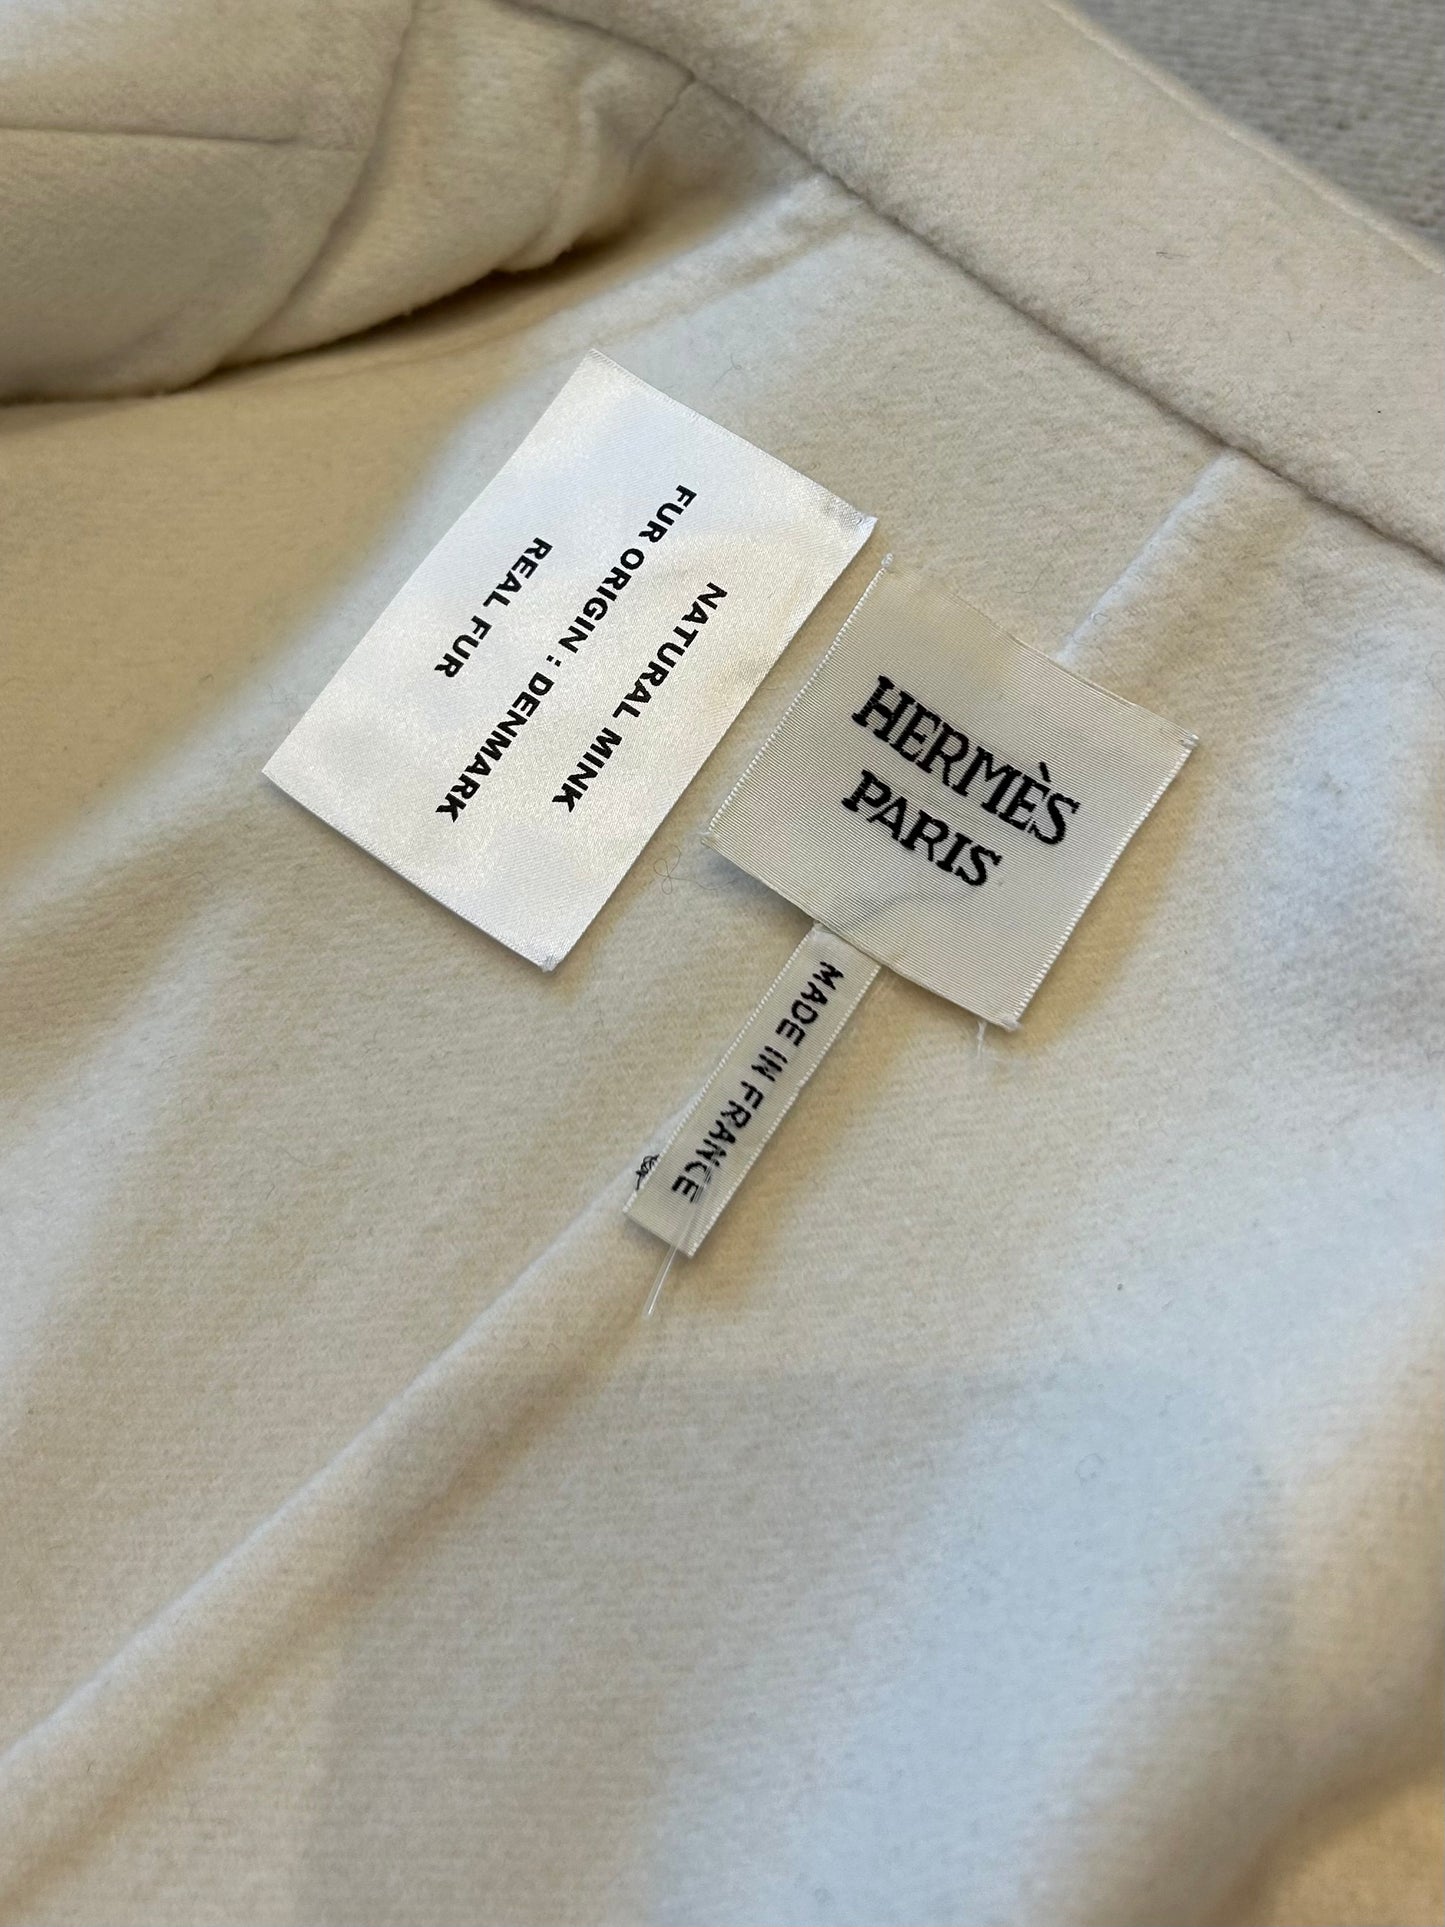 NATURAL MINK
FUR ORIGIN : DENMARK
REAL FUR
HERMÈS
PARIS
MADE IN FRANCE